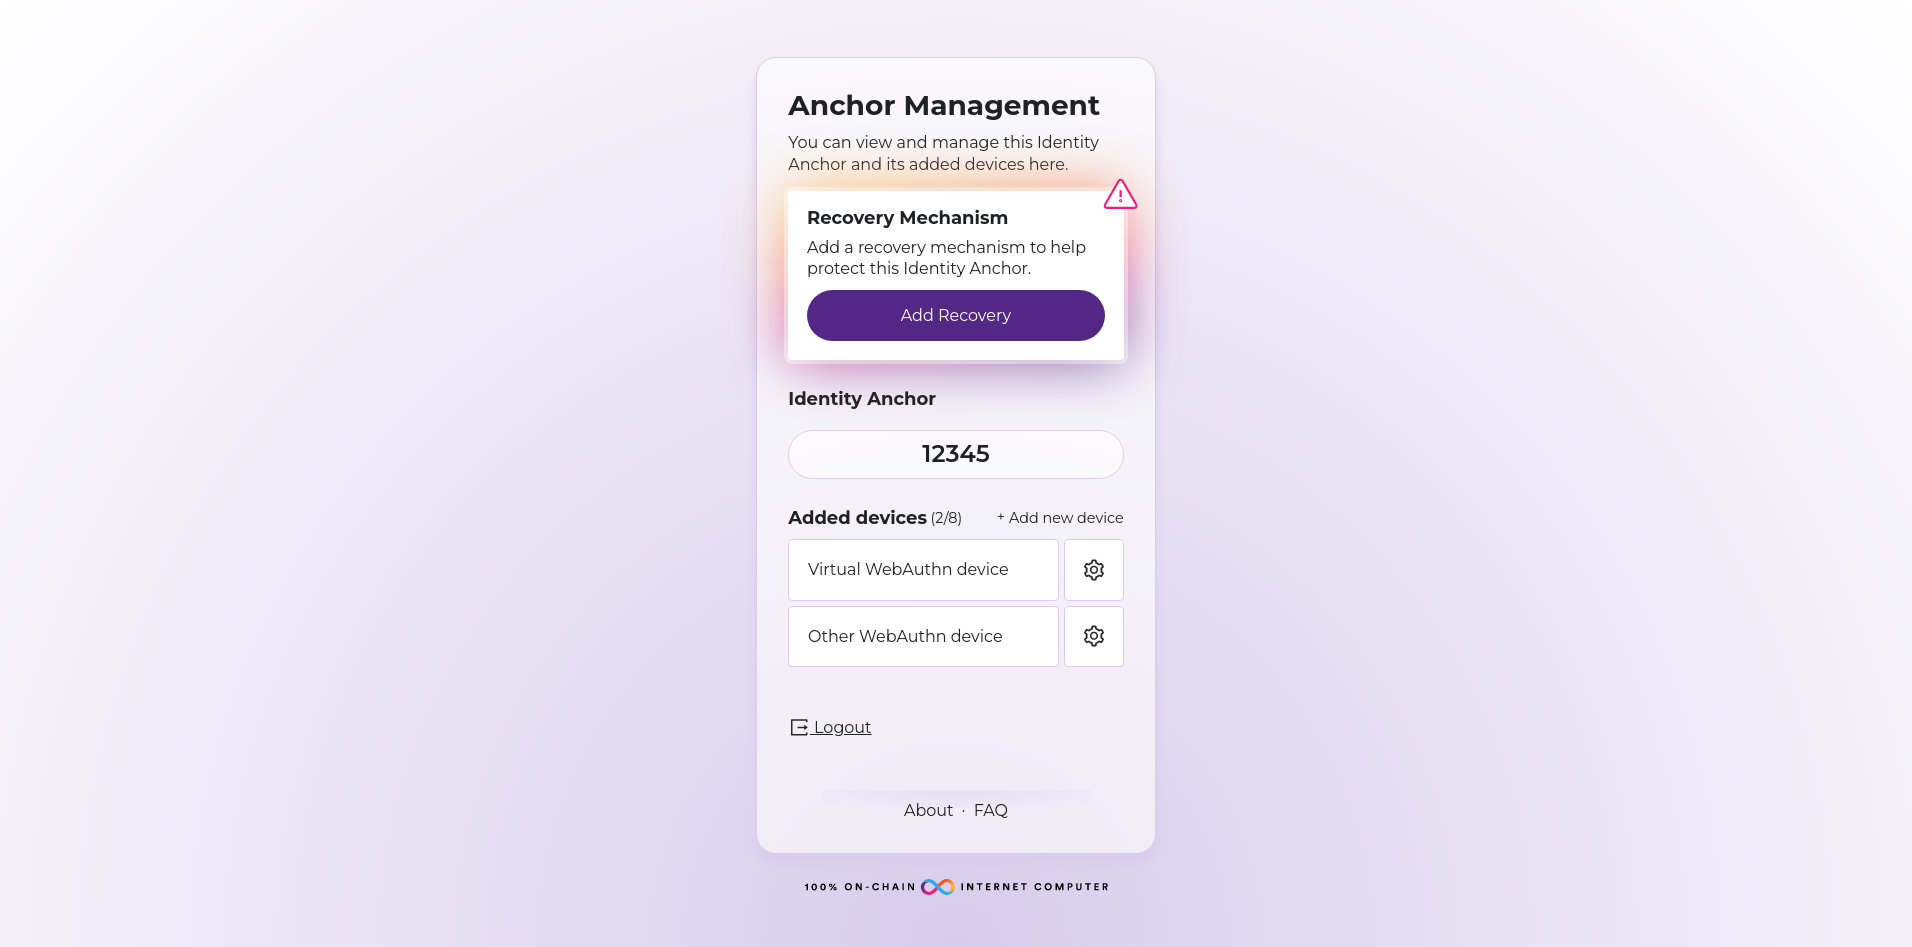 Anchor Management
You can view and manage this Identity
Anchor and its added devices here.
Recovery Mechanism
Add a recovery mechanism to help
protect this Identity Anchor.
Add Recovery
Identity Anchor
12345
Added devices (2/8) + Add new device
Virtual WebAuthn device
Other WebAuthn device
Logout
About · FAQ
100% ON-CHAIN INTERNET COMPUTER